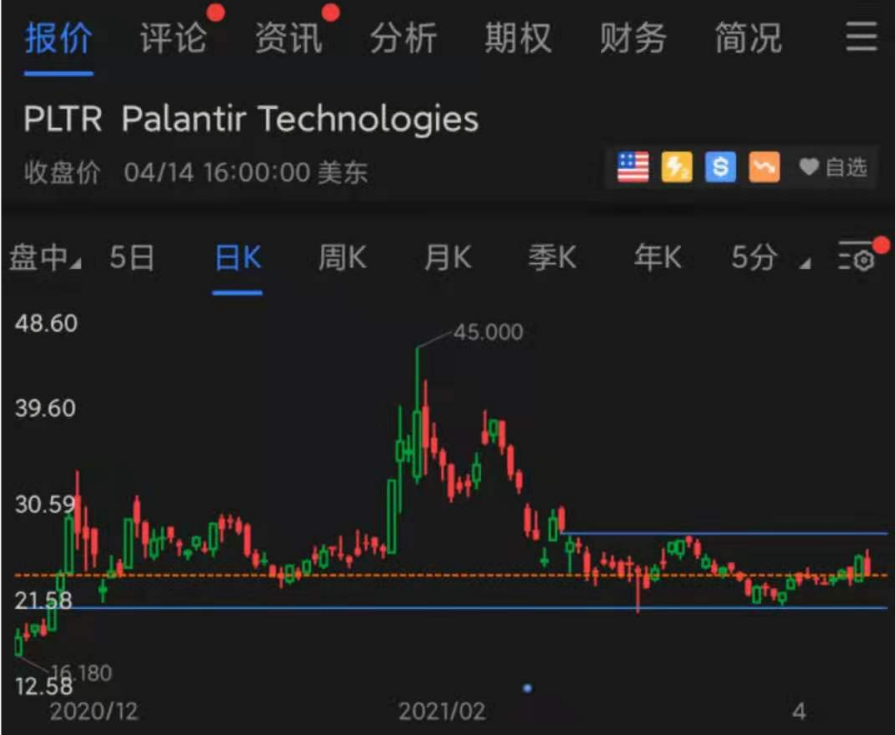 报价 评论 资讯 分析 期权 财务 简况
PLTR Palantir Technologies
收盘价 04/14 16:00:00 美东
自选
盘中 5日 日K 周K 月K 季K 年K 5分
48.60
45.000
39.60
30.59
21.58
16.180
12.58
2020/12 2021/02 4